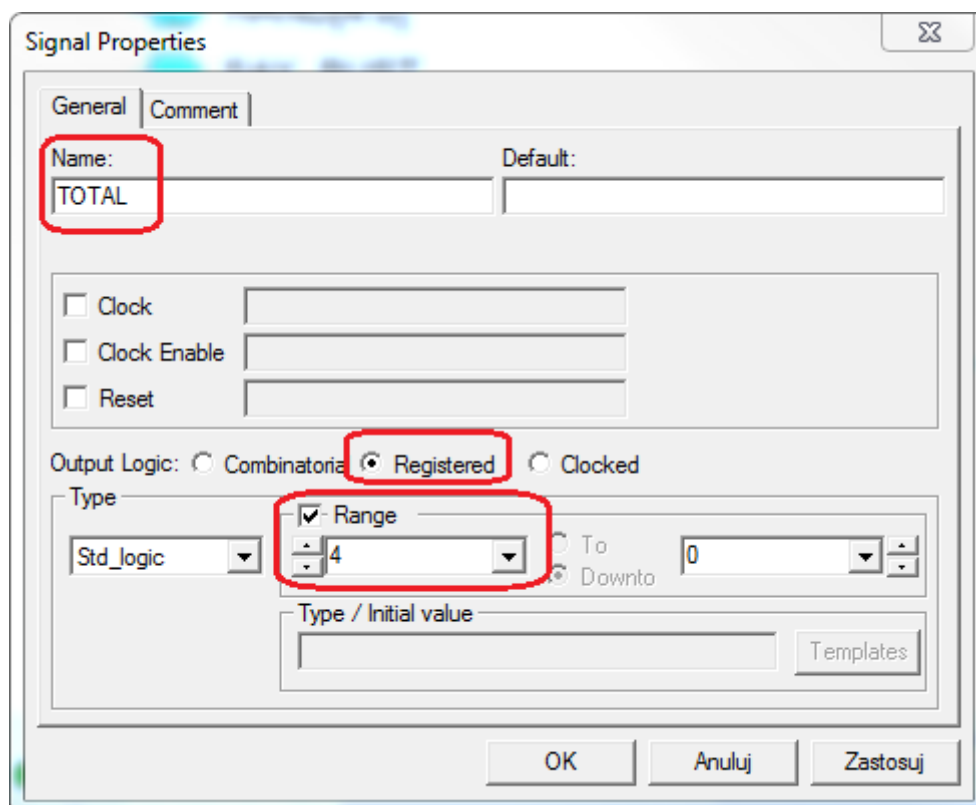 Signal Properties
General Comment
Name: Default:
TOTAL
Clock
Clock Enable
Reset
Output Logic: Combinatoria Registered Clocked
Type
Range
Std_logic 4 To 0
Downto
Type / Initial value
Templates
OK Anuluj Zastosuj